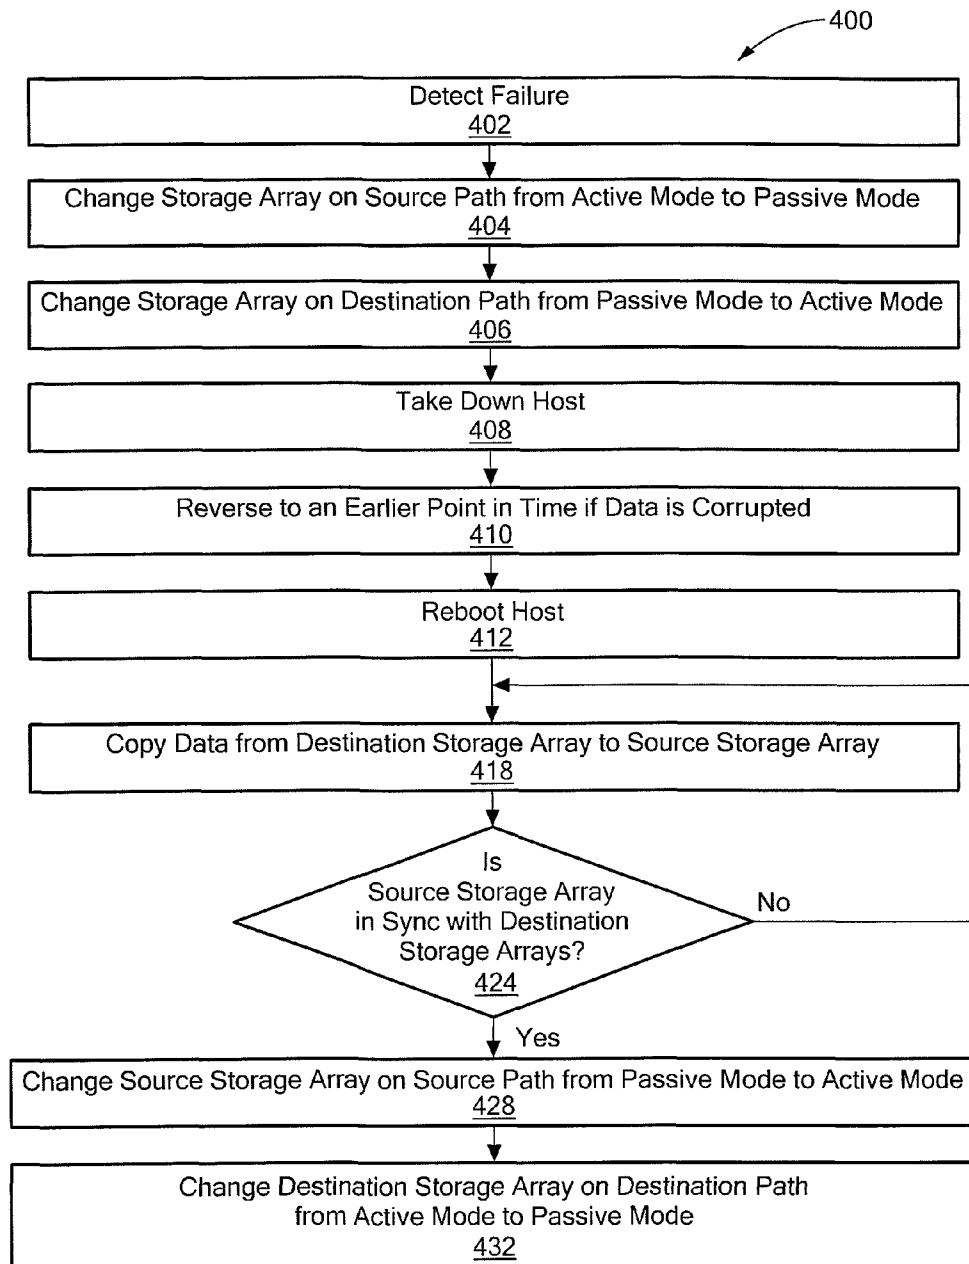 400
Detect Failure
402
Change Storage Array on Source Path from Active Mode to Passive Mode
404
Change Storage Array on Destination Path from Passive Mode to Active Mode
406
Take Down Host
408
Reverse to an Earlier Point in Time if Data is Corrupted
410
Reboot Host
412
Copy Data from Destination Storage Array to Source Storage Array
418
Is
Source Storage Array
in Sync with Destination
Storage Arrays?
424
No
Yes
Change Source Storage Array on Source Path from Passive Mode to Active Mode
428
Change Destination Storage Array on Destination Path
from Active Mode to Passive Mode
432